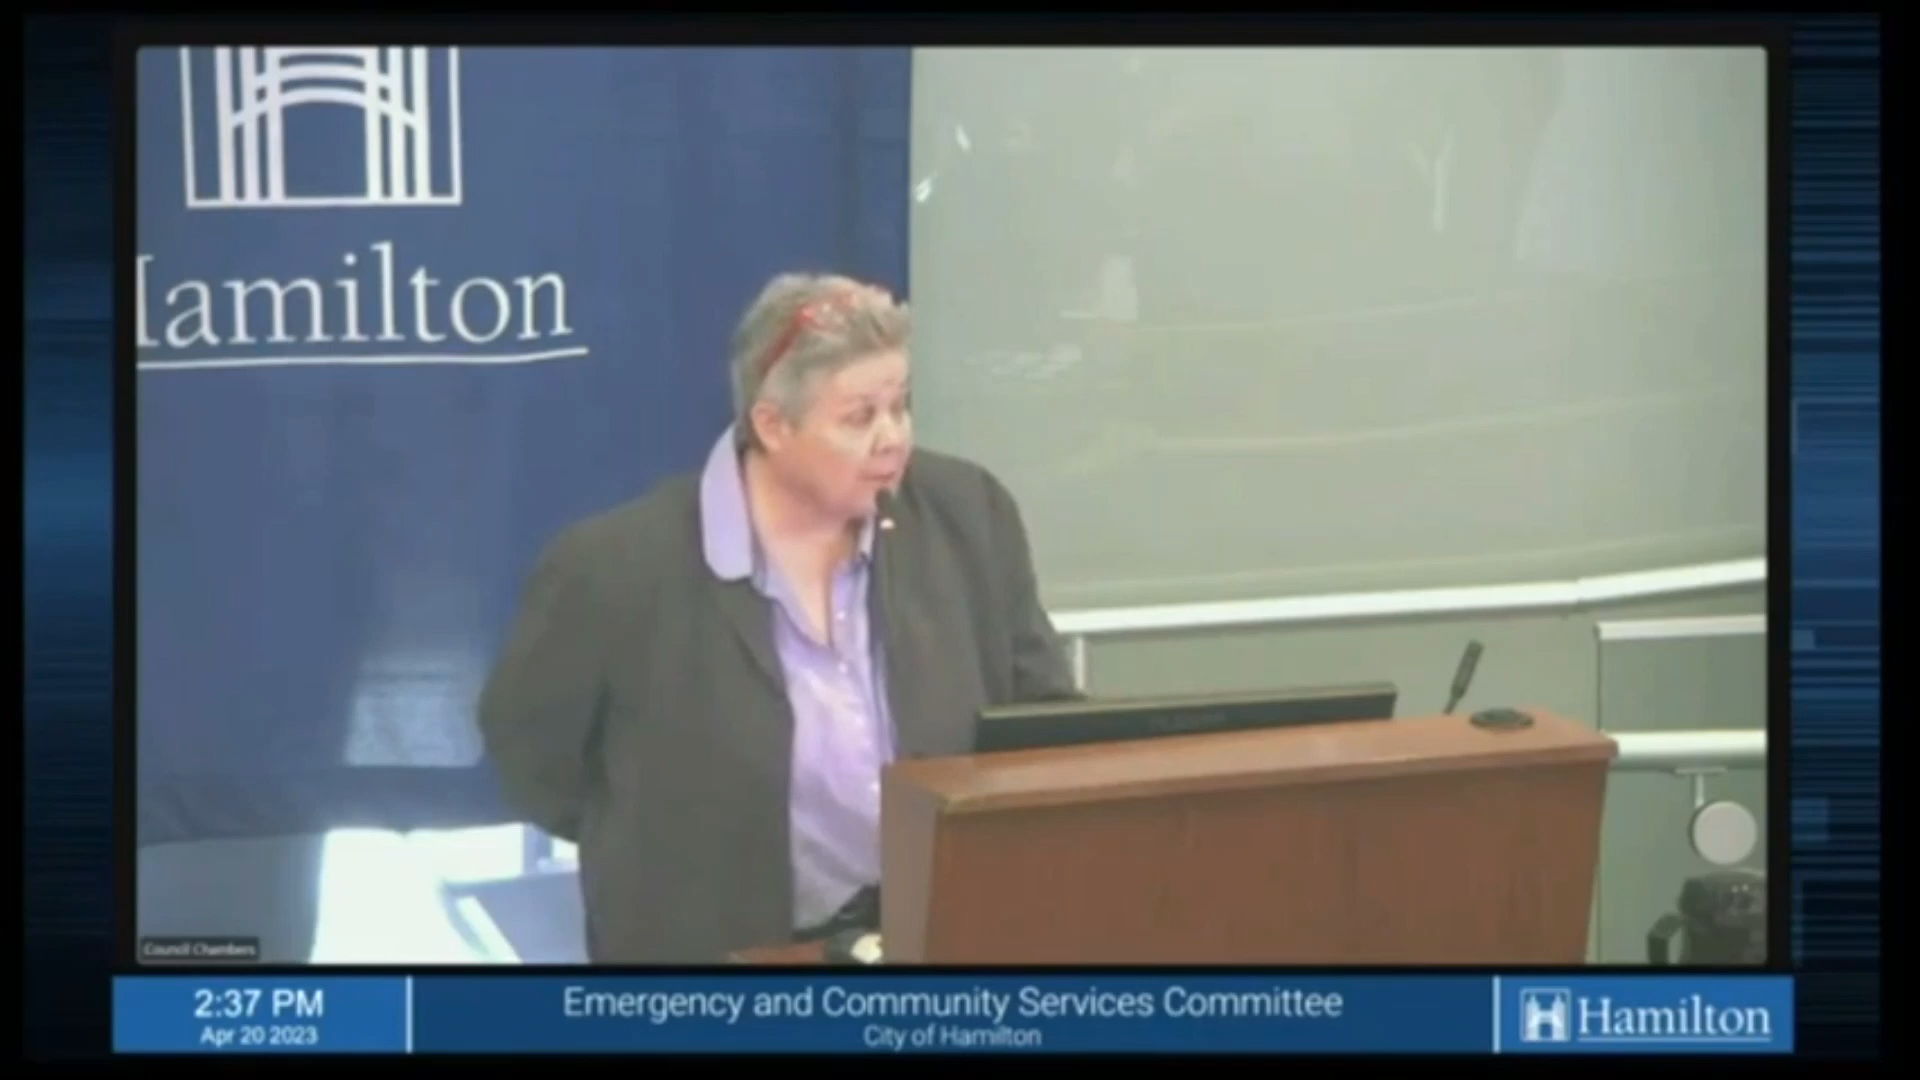 Hamilton
Council Chambers
2:37 PM
Apr 20 2023
Emergency and Community Services Committee
City of Hamilton
Hamilton